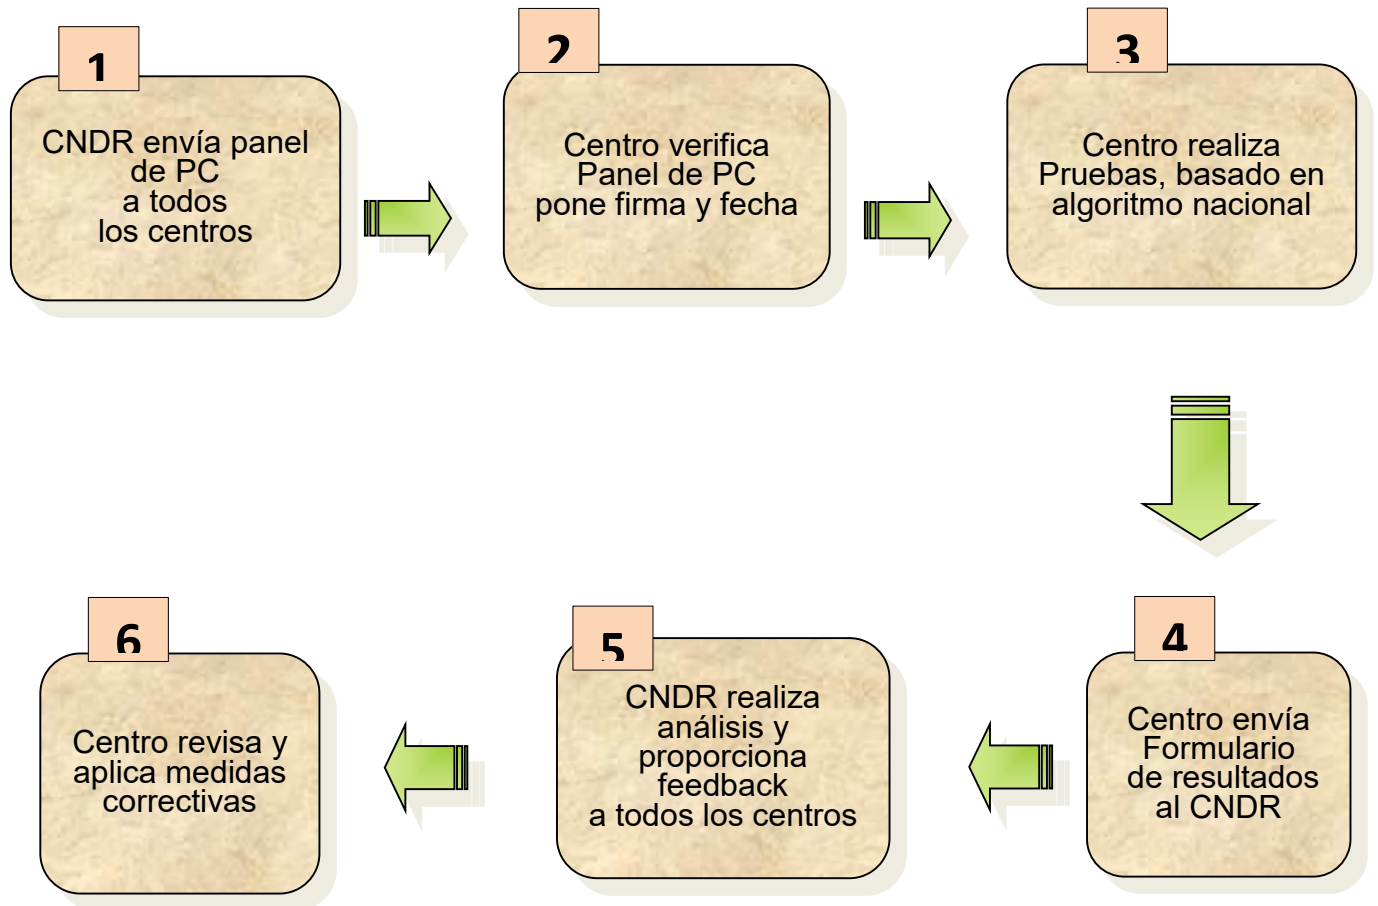 1
CNDR envía panel
de PC
a todos
los centros
2
Centro verifica
Panel de PC
pone firma y fecha
3
Centro realiza
Pruebas, basado en
algoritmo nacional
4
Centro envía
Formulario
de resultados
al CNDR
5
CNDR realiza
análisis y
proporciona
feedback
a todos los centros
6
Centro revisa y
aplica medidas
correctivas